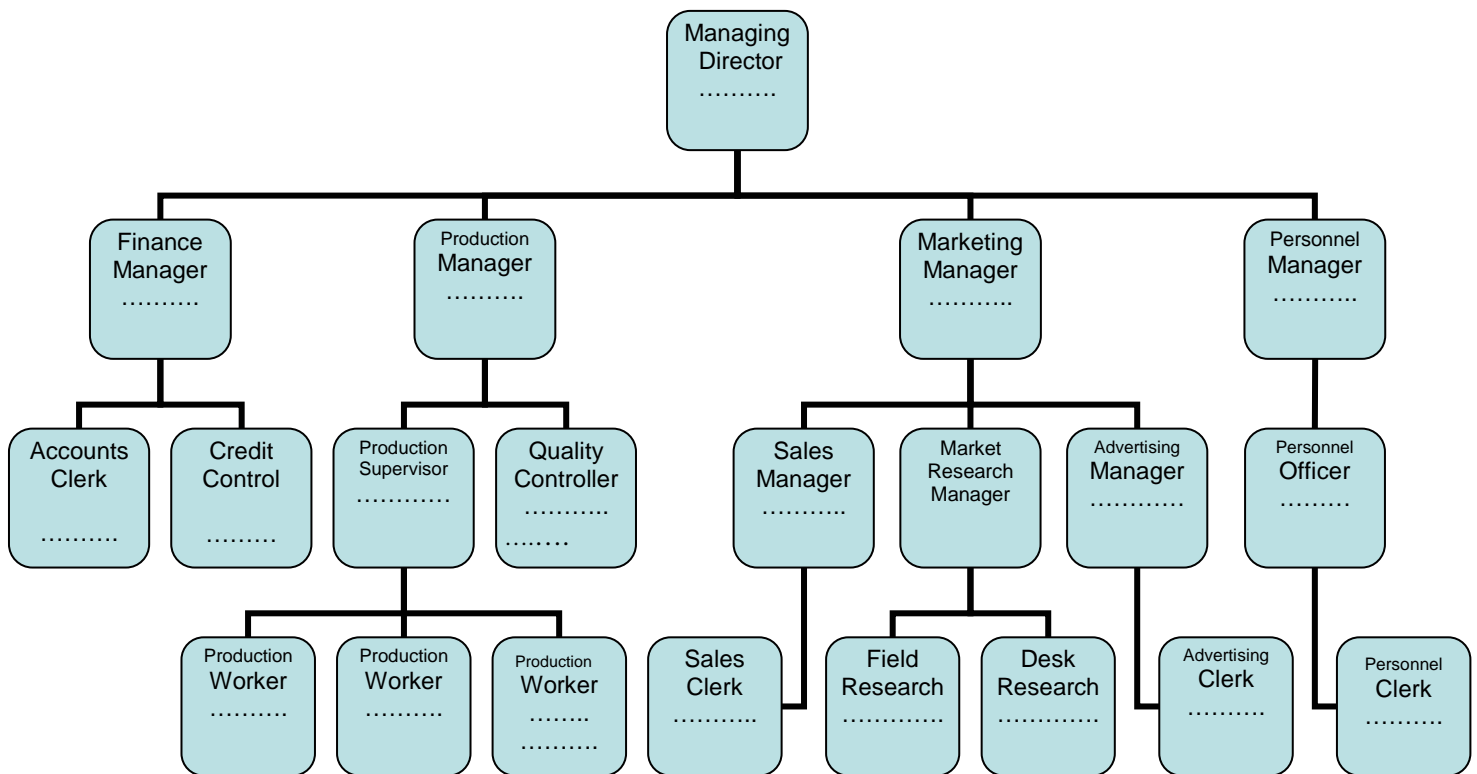 Managing
Director
……….
Finance
Manager
……….
Production
Manager
……….
Marketing
Manager
………..
Personnel
Manager
………..
Accounts
Clerk
……….
Credit
Control
………
Production
Supervisor
…………
Quality
Controller
………..
…..….
Sales
Manager
………..
Market
Research
Manager
Advertising
Manager
…………
Personnel
Officer
………
Production
Worker
……….
Production
Worker
……….
Production
Worker
……..
……….
Sales
Clerk
………..
Field
Research
………….
Desk
Research
………….
Advertising
Clerk
……….
Personnel
Clerk
……….